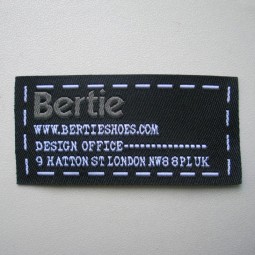 Bertie
WWW.BERTIESHOES.COM
DESIGN OFFICE---------------
9 HATTON ST LONDON NW8 8PL UK